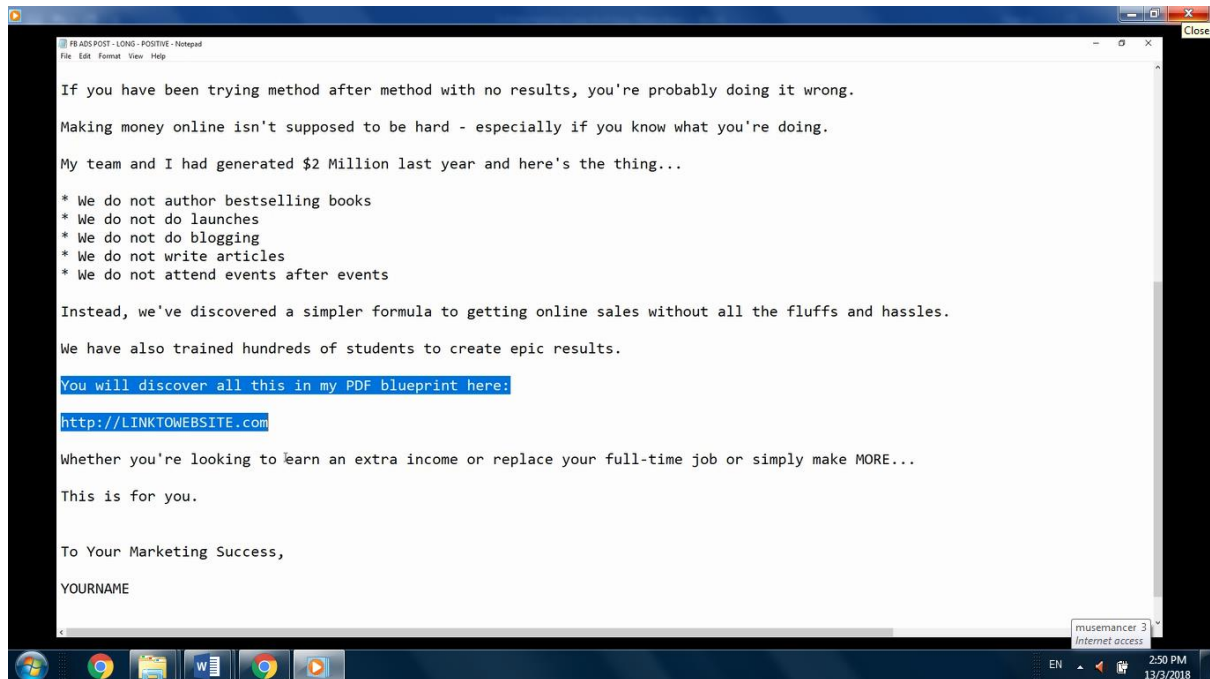 Close
FB ADS POST - LONG - POSITIVE - Notepad
File Edit Format View Help
If you have been trying method after method with no results, you're probably doing it wrong.
Making money online isn't supposed to be hard - especially if you know what you're doing.
My team and I had generated $2 Million last year and here's the thing...
* We do not author bestselling books
* We do not do launches
* We do not do blogging
* We do not write articles
* We do not attend events after events
Instead, we've discovered a simpler formula to getting online sales without all the fluffs and hassles.
We have also trained hundreds of students to create epic results.
You will discover all this in my PDF blueprint here:
http://LINKTOWEBSITE.com
Whether you're looking to earn an extra income or replace your full-time job or simply make MORE...
This is for you.
To Your Marketing Success,
YOURNAME
musemancer 3
Internet access
EN
2:50 PM
13/3/2018